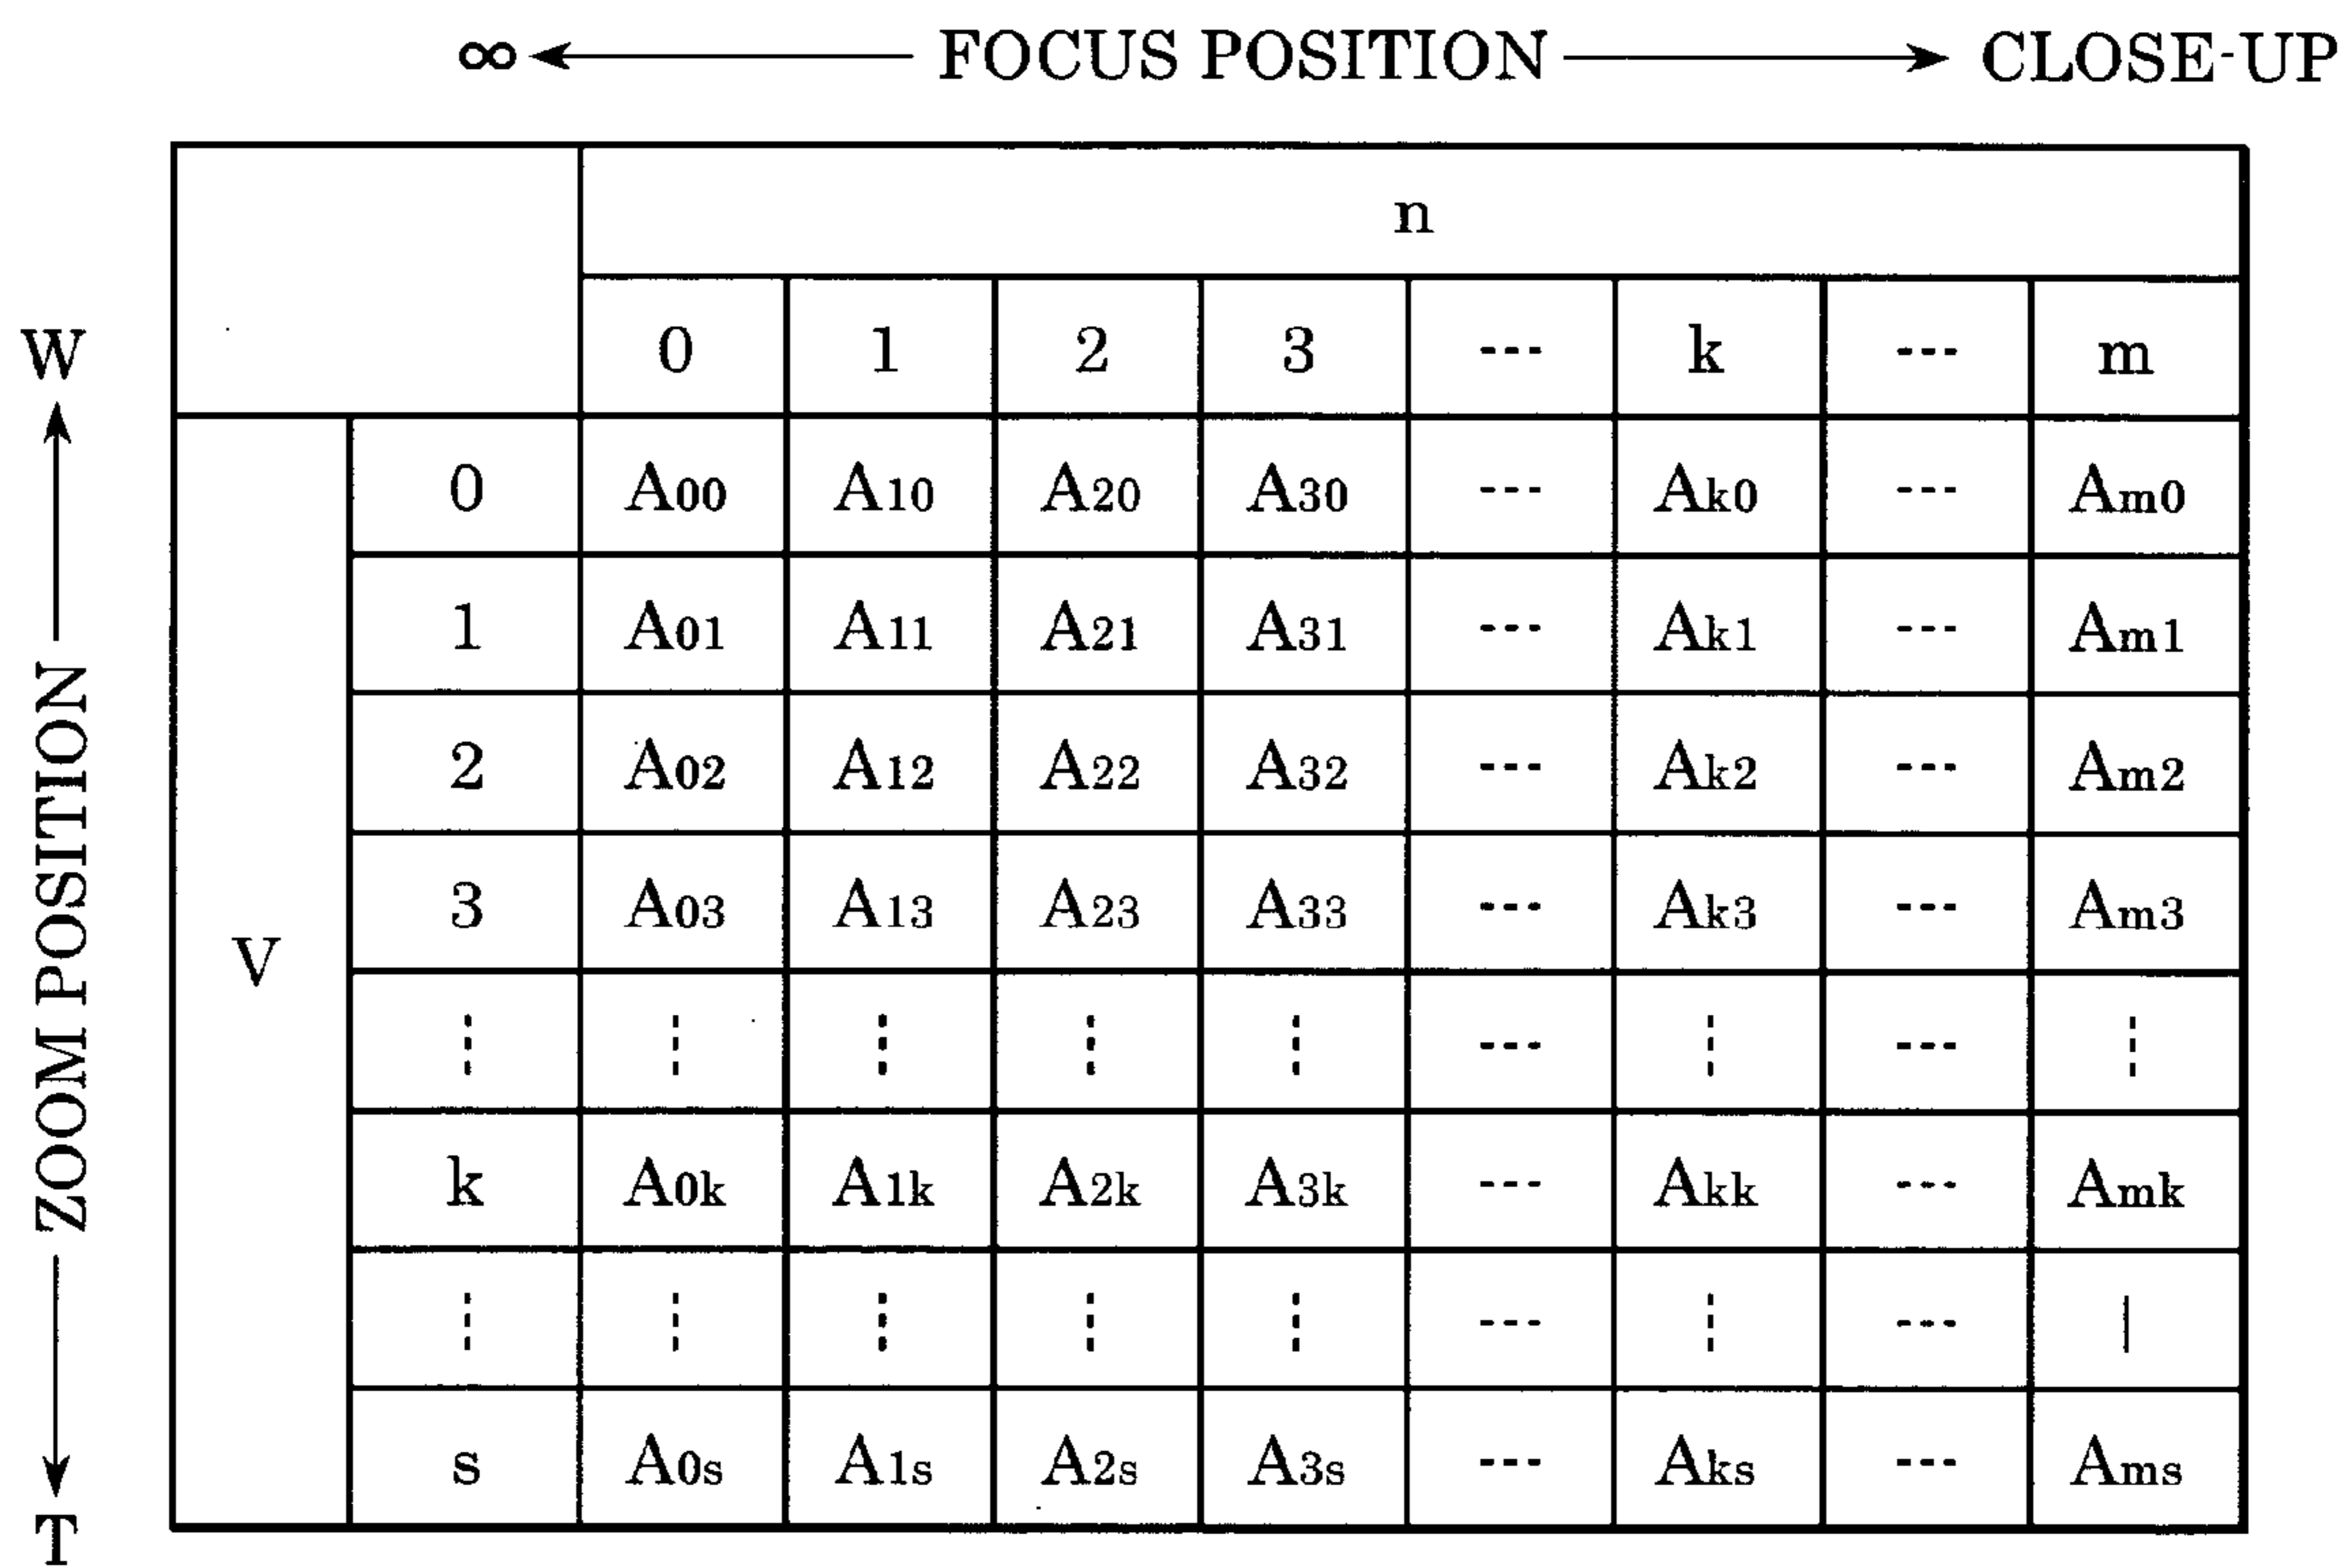 ∞ ← FOCUS POSITION → CLOSE-UP
n
W 0 1 2 3 --- k --- m
0 A00 A10 A20 A30 --- Ak0 --- Am0
1 A01 A11 A21 A31 --- Ak1 --- Am1
2 A02 A12 A22 A32 --- Ak2 --- Am2
3 A03 A13 A23 A33 --- Ak3 --- Am3
V
ZOOM POSITION
⋮ ⋮ ⋮ ⋮ ⋮ --- ⋮ --- ⋮
k A0k A1k A2k A3k --- Akk --- Amk
⋮ ⋮ ⋮ ⋮ ⋮ --- ⋮ --- |
s A0s A1s A2s A3s --- Aks --- Ams
T